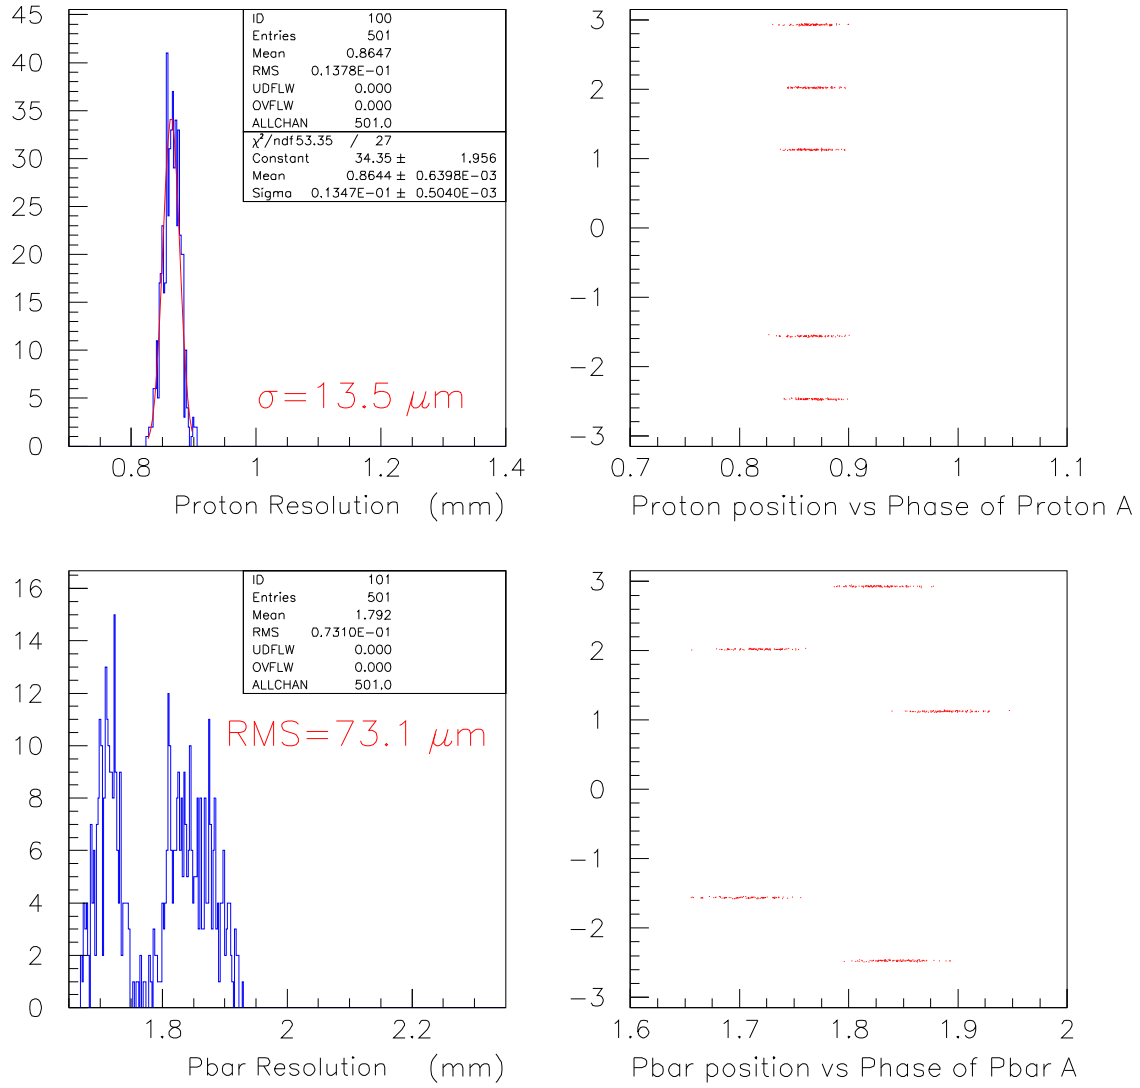 45
40
35
30
25
20
15
10
5
0
0.8
1
1.2
1.4
ID 100
Entries 501
Mean 0.8647
RMS 0.1378E-01
UDFLW 0.000
OVFLW 0.000
ALLCHAN 501.0
χ²/ndf 53.35 / 27
Constant 34.35 ± 1.956
Mean 0.8644 ± 0.6398E-03
Sigma 0.1347E-01 ± 0.5040E-03
σ=13.5 μm
Proton Resolution (mm)
3
2
1
0
−1
−2
−3
0.7
0.8
0.9
1
1.1
Proton position vs Phase of Proton A
16
14
12
10
8
6
4
2
0
1.8
2
2.2
ID 101
Entries 501
Mean 1.792
RMS 0.7310E-01
UDFLW 0.000
OVFLW 0.000
ALLCHAN 501.0
RMS=73.1 μm
Pbar Resolution (mm)
3
2
1
0
−1
−2
−3
1.6
1.7
1.8
1.9
2
Pbar position vs Phase of Pbar A